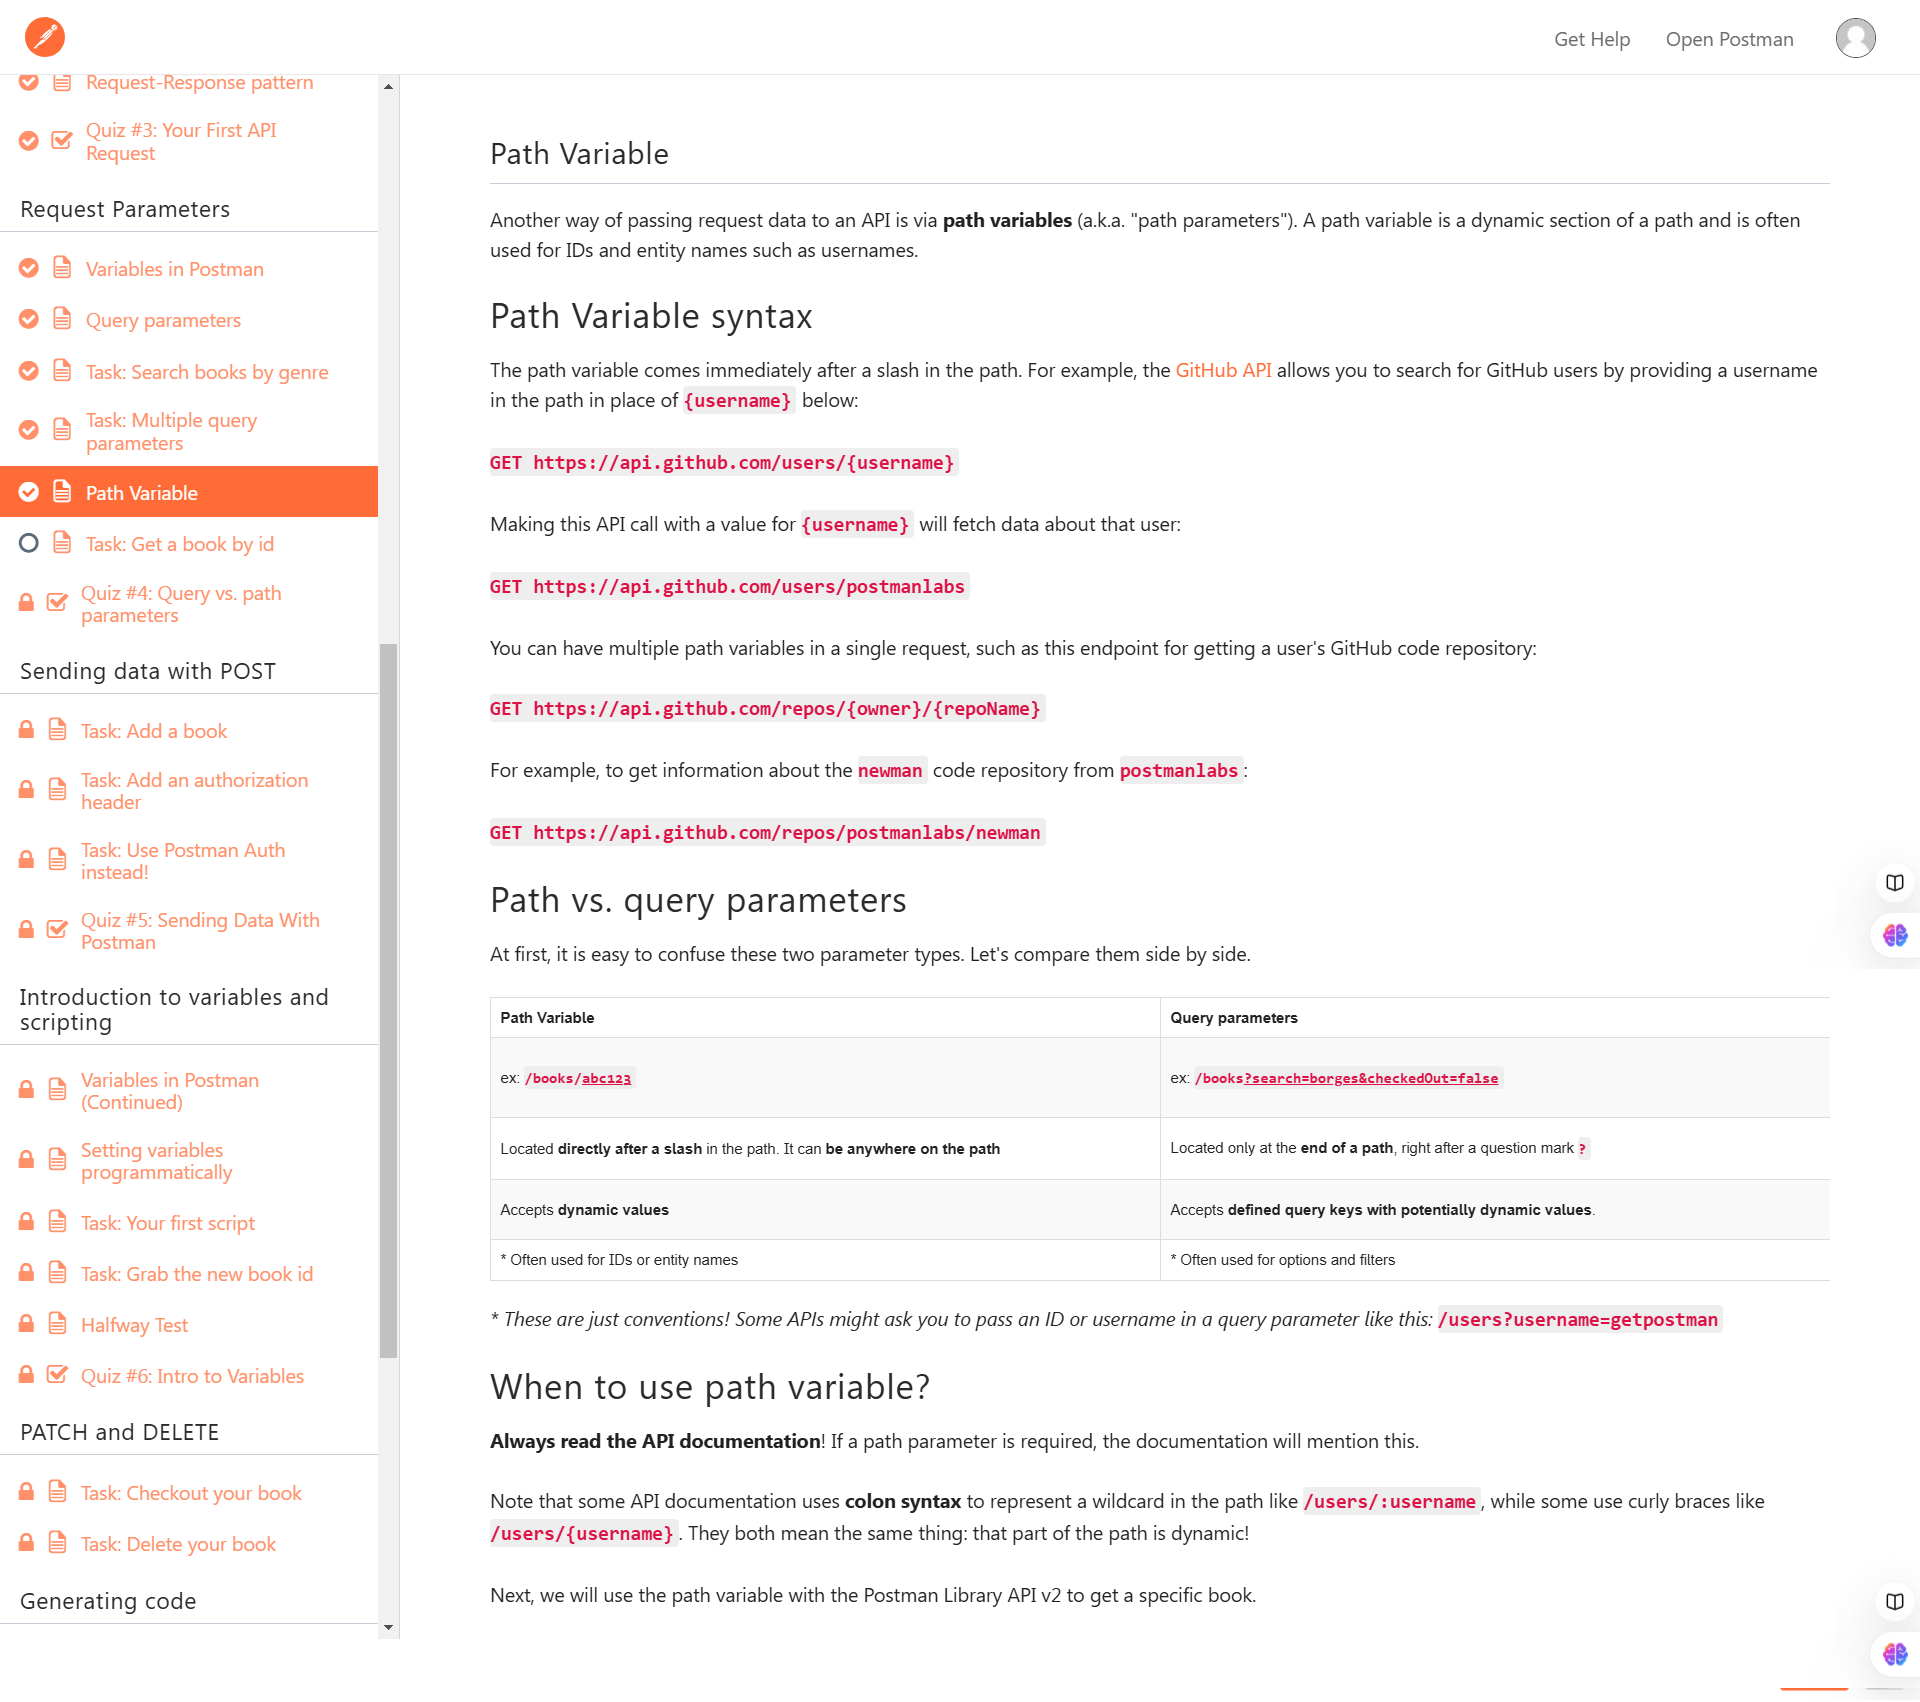 Get Help
Open Postman
Request-Response pattern
Quiz #3: Your First API
Request
Request Parameters
Variables in Postman
Query parameters
Task: Search books by genre
Task: Multiple query
parameters
Path Variable
Task: Get a book by id
Quiz #4: Query vs. path
parameters
Sending data with POST
Task: Add a book
Task: Add an authorization
header
Task: Use Postman Auth
instead!
Quiz #5: Sending Data With
Postman
Introduction to variables and
scripting
Variables in Postman
(Continued)
Setting variables
programmatically
Task: Your first script
Task: Grab the new book id
Halfway Test
Quiz #6: Intro to Variables
PATCH and DELETE
Task: Checkout your book
Task: Delete your book
Generating code
Path Variable
Another way of passing request data to an API is via path variables (a.k.a. "path parameters"). A path variable is a dynamic section of a path and is often
used for IDs and entity names such as usernames.
Path Variable syntax
The path variable comes immediately after a slash in the path. For example, the GitHub API allows you to search for GitHub users by providing a username
in the path in place of {username} below:
GET https://api.github.com/users/{username}
Making this API call with a value for {username} will fetch data about that user:
GET https://api.github.com/users/postmanlabs
You can have multiple path variables in a single request, such as this endpoint for getting a user's GitHub code repository:
GET https://api.github.com/repos/{owner}/{repoName}
For example, to get information about the newman code repository from postmanlabs:
GET https://api.github.com/repos/postmanlabs/newman
Path vs. query parameters
At first, it is easy to confuse these two parameter types. Let's compare them side by side.
Path Variable
Query parameters
ex: /books/abc123
ex: /books?search=borges&checkedOut=false
Located directly after a slash in the path. It can be anywhere on the path
Located only at the end of a path, right after a question mark ?
Accepts dynamic values
Accepts defined query keys with potentially dynamic values.
* Often used for IDs or entity names
* Often used for options and filters
* These are just conventions! Some APIs might ask you to pass an ID or username in a query parameter like this: /users?username=getpostman
When to use path variable?
Always read the API documentation! If a path parameter is required, the documentation will mention this.
Note that some API documentation uses colon syntax to represent a wildcard in the path like /users/:username, while some use curly braces like
/users/{username}. They both mean the same thing: that part of the path is dynamic!
Next, we will use the path variable with the Postman Library API v2 to get a specific book.